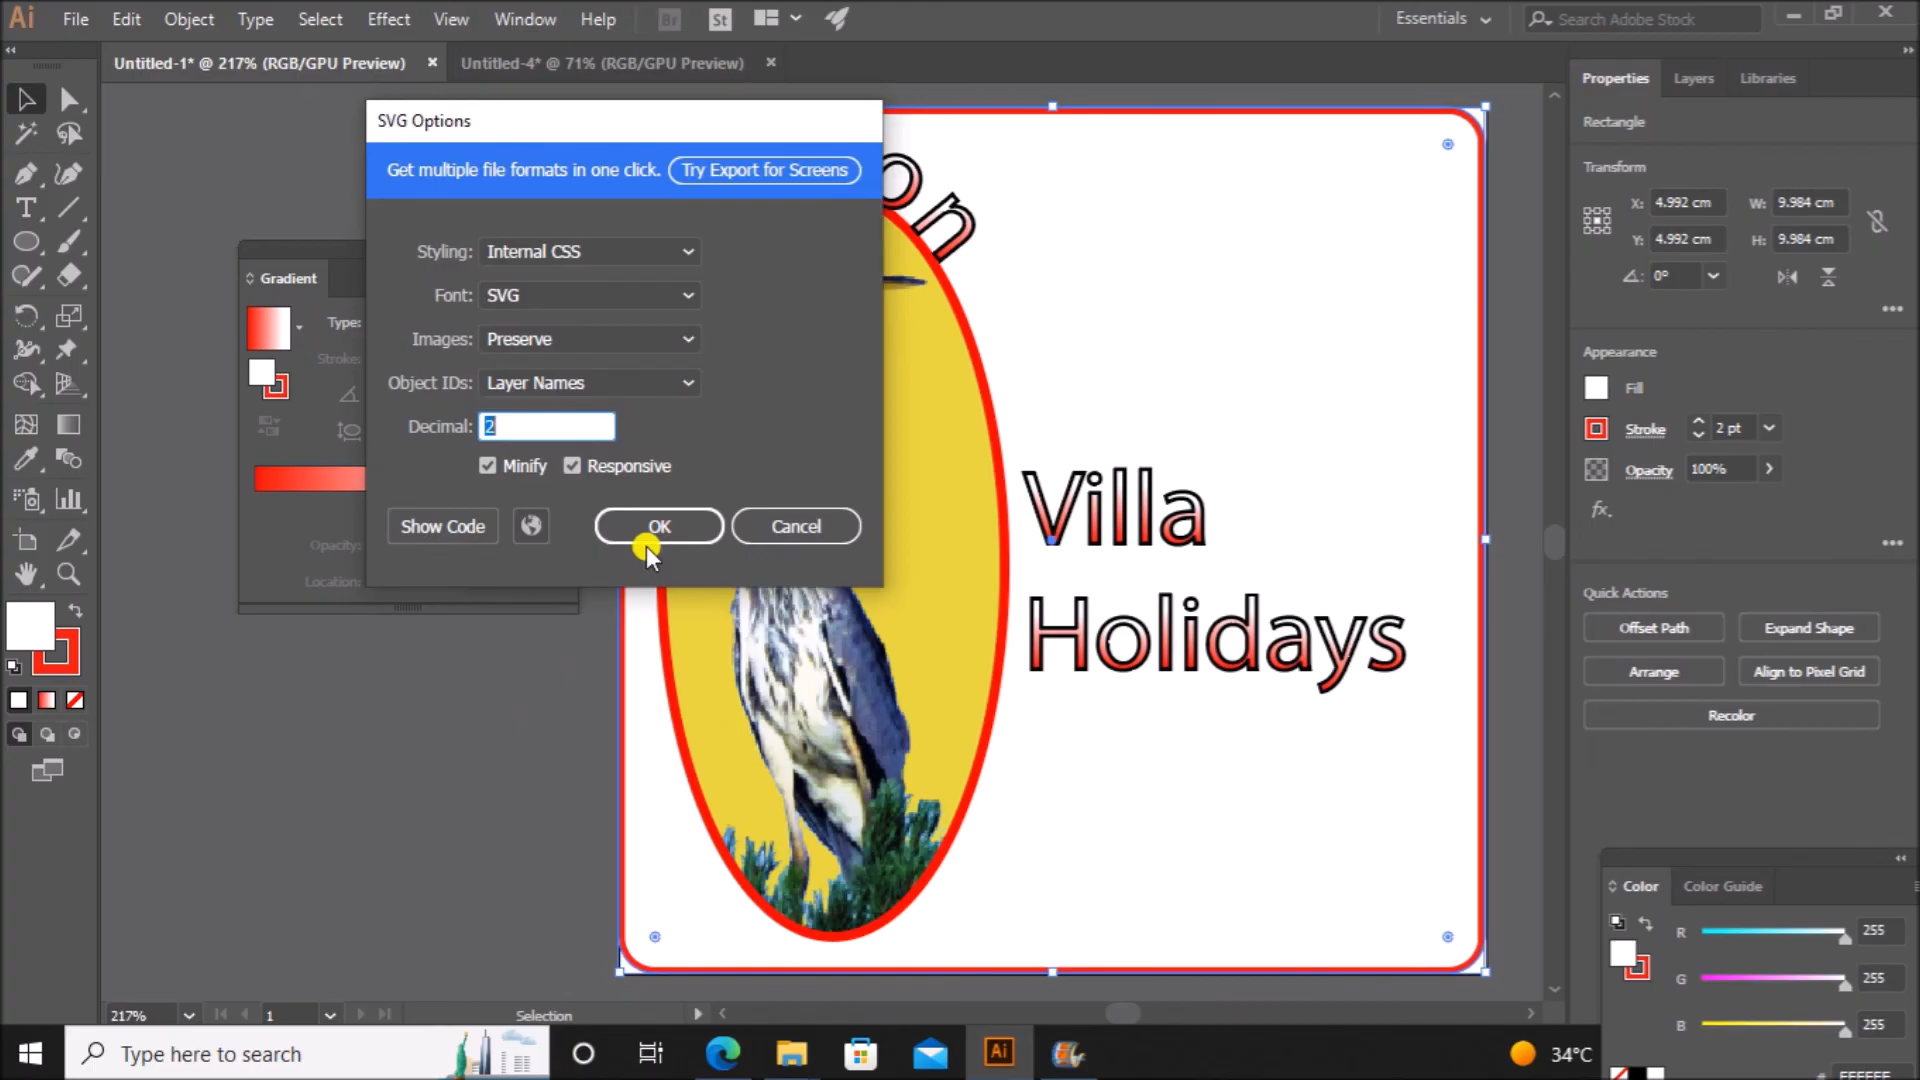 Ai File Edit Object Type Select Effect View Window Help Br St Essentials Search Adobe Stock
Untitled-1* @ 217% (RGB/GPU Preview) Untitled-4* @ 71% (RGB/GPU Preview)
SVG Options
Get multiple file formats in one click. Try Export for Screens
Styling: Internal CSS
Font: SVG
Images: Preserve
Object IDs: Layer Names
Decimal: 2
Minify Responsive
Show Code OK Cancel
Gradient
Type:
Stroke:
Opacity:
Location:
on
Villa
Holidays
Properties Layers Libraries
Rectangle
Transform
X: 4.992 cm W: 9.984 cm
Y: 4.992 cm H: 9.984 cm
0°
Appearance
Fill
Stroke 2 pt
Opacity 100%
fx.
Quick Actions
Offset Path Expand Shape
Arrange Align to Pixel Grid
Recolor
Color Color Guide
R 255
G 255
B 255
# FFFFFF
217% 1 Selection
Type here to search Ai 34°C